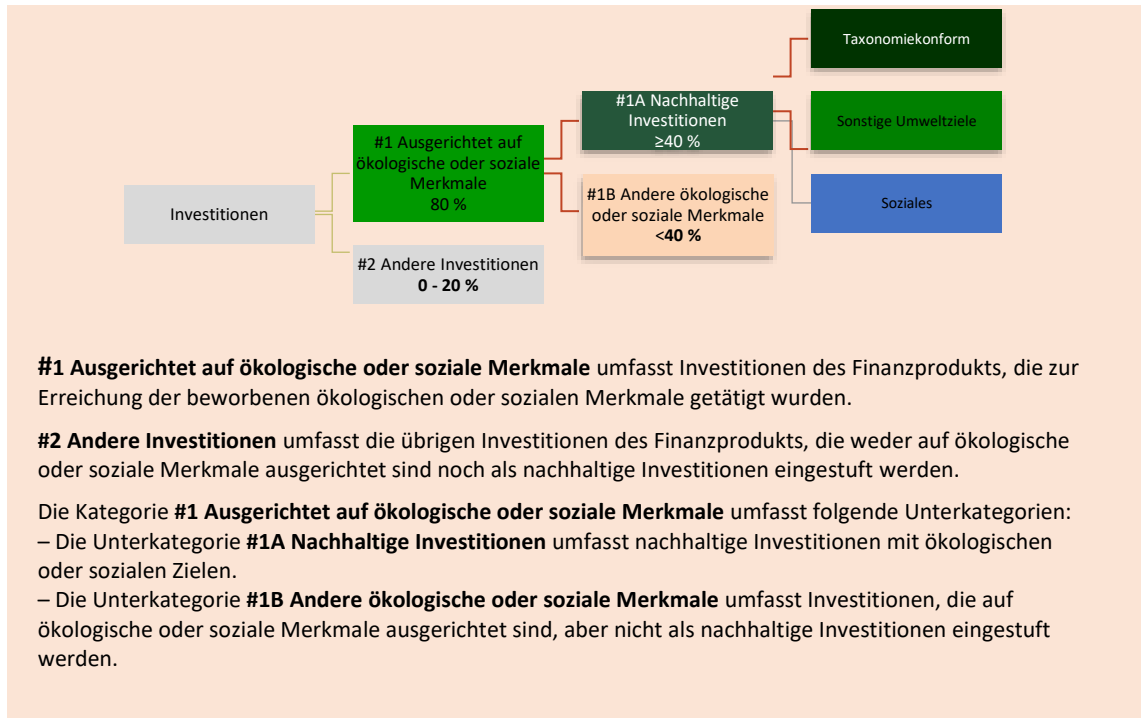 Investitionen
#1 Ausgerichtet auf
ökologische oder soziale
Merkmale
80 %
#2 Andere Investitionen
0 - 20 %
#1A Nachhaltige
Investitionen
≥40 %
#1B Andere ökologische
oder soziale Merkmale
<40 %
Taxonomiekonform
Sonstige Umweltziele
Soziales
#1 Ausgerichtet auf ökologische oder soziale Merkmale umfasst Investitionen des Finanzprodukts, die zur
Erreichung der beworbenen ökologischen oder sozialen Merkmale getätigt wurden.
#2 Andere Investitionen umfasst die übrigen Investitionen des Finanzprodukts, die weder auf ökologische
oder soziale Merkmale ausgerichtet sind noch als nachhaltige Investitionen eingestuft werden.
Die Kategorie #1 Ausgerichtet auf ökologische oder soziale Merkmale umfasst folgende Unterkategorien:
– Die Unterkategorie #1A Nachhaltige Investitionen umfasst nachhaltige Investitionen mit ökologischen
oder sozialen Zielen.
– Die Unterkategorie #1B Andere ökologische oder soziale Merkmale umfasst Investitionen, die auf
ökologische oder soziale Merkmale ausgerichtet sind, aber nicht als nachhaltige Investitionen eingestuft
werden.